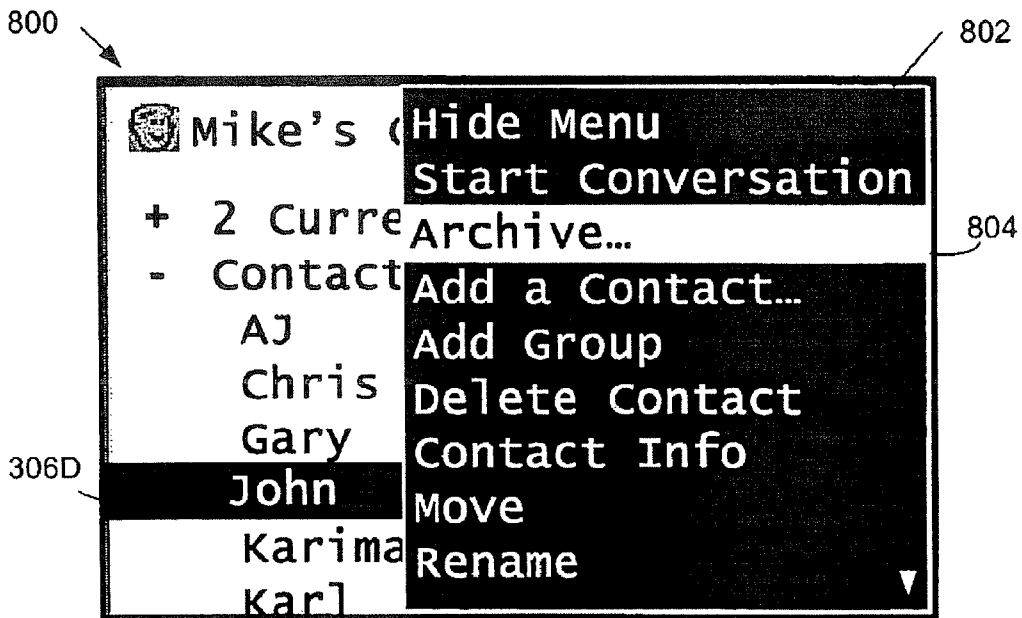 800
802
Mike's (
+ 2 Curre
- Contact
AJ
Chris
Gary
306D
John
Karima
Karl
Hide Menu
Start Conversation
Archive…
804
Add a Contact…
Add Group
Delete Contact
Contact Info
Move
Rename